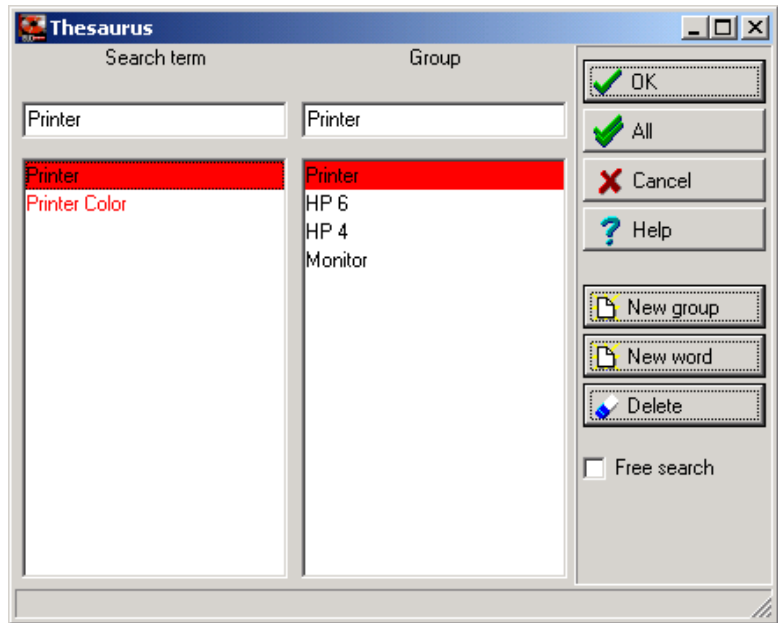 Thesaurus
Search term
Group
Printer
Printer
Printer
Printer Color
Printer
HP 6
HP 4
Monitor
OK
All
Cancel
Help
New group
New word
Delete
Free search